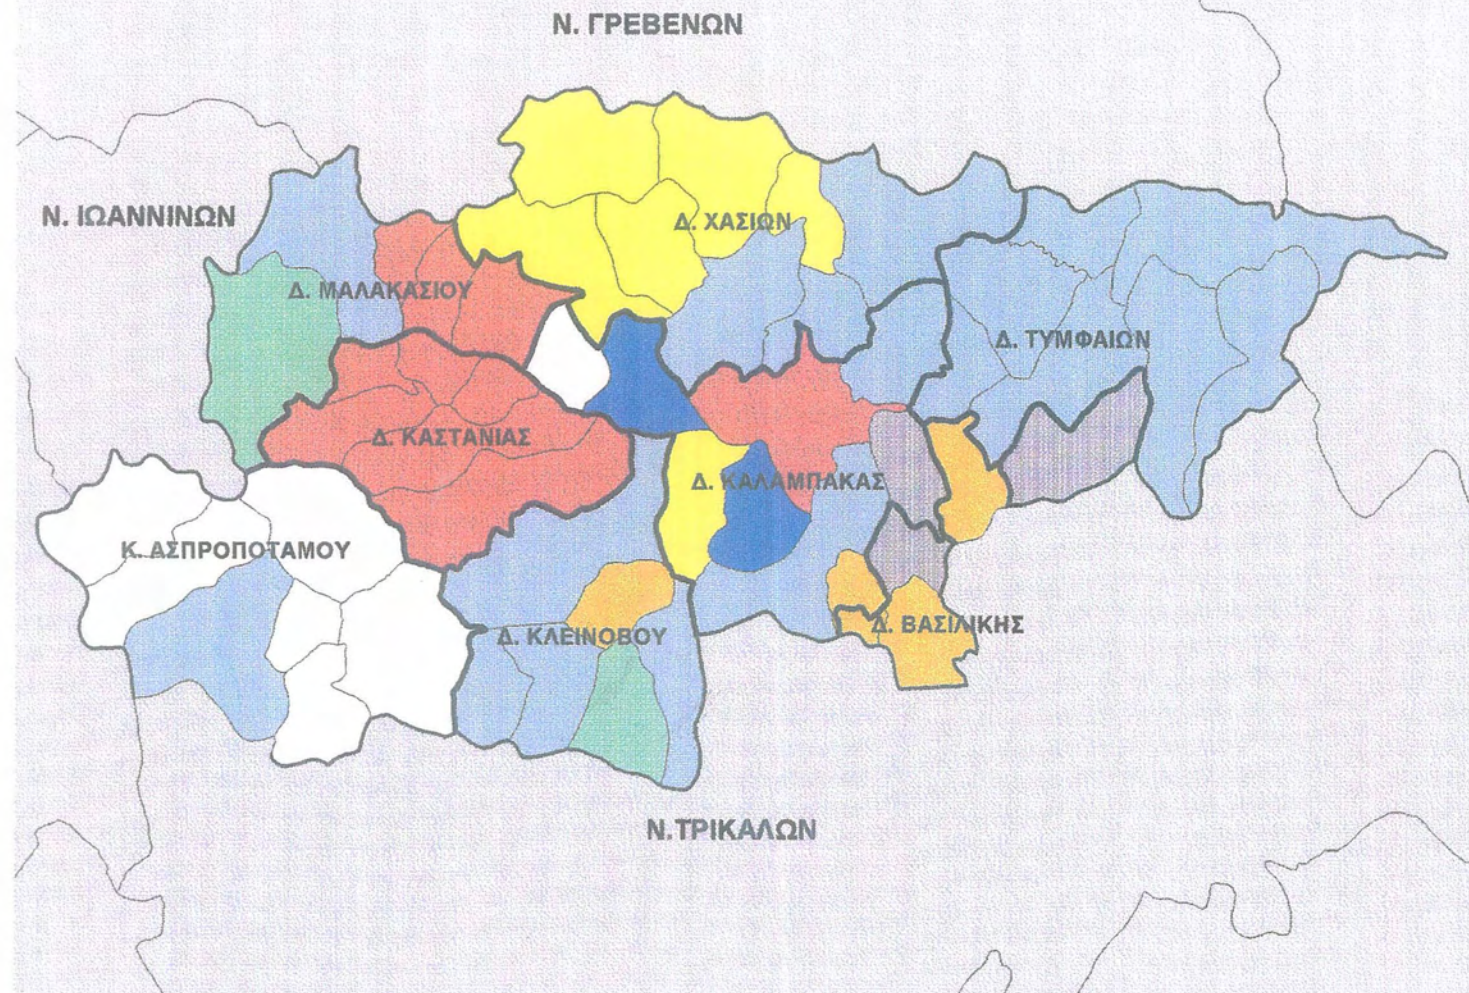 Ν. ΓΡΕΒΕΝΩΝ
Ν. ΙΩΑΝΝΙΝΩΝ
Δ. ΧΑΣΙΩΝ
Δ. ΜΑΛΑΚΑΣΙΟΥ
Δ. ΤΥΜΦΑΙΩΝ
Δ. ΚΑΣΤΑΝΙΑΣ
Δ. ΚΑΛΑΜΠΑΚΑΣ
Κ. ΑΣΠΡΟΠΟΤΑΜΟΥ
Δ. ΚΛΕΙΝΟΒΟΥ
Δ. ΒΑΣΙΛΙΚΗΣ
Ν.ΤΡΙΚΑΛΩΝ